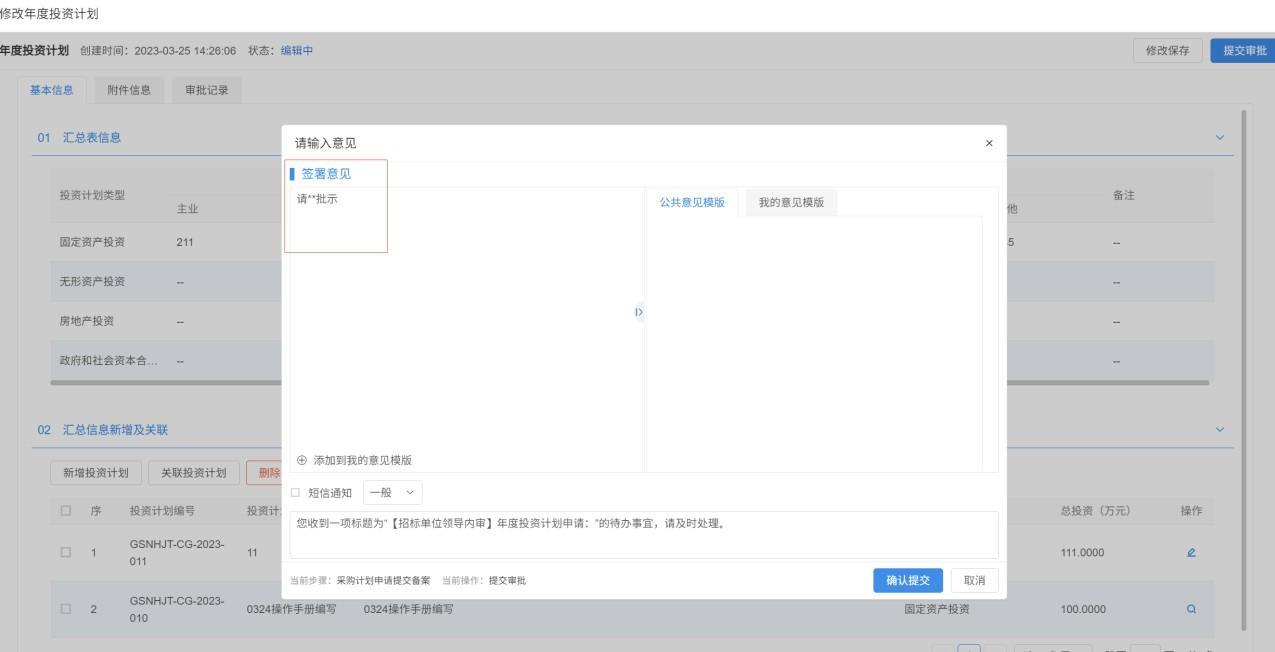 修改年度投资计划
年度投资计划 创建时间：2023-03-25 14:26:06 状态：编辑中 修改保存 提交审批
基本信息 附件信息 审批记录
01 汇总表信息
投资计划类型 主业 他 备注
固定资产投资 211 5 --
无形资产投资 -- --
房地产投资 -- --
政府和社会资本合... -- --
请输入意见 ×
签署意见
请**批示
公共意见模版 我的意见模版
添加到我的意见模版
短信通知 一般
您收到一项标题为“【招标单位领导内审】年度投资计划申请：”的待办事宜，请及时处理。
当前步骤：采购计划申请提交备案 当前操作：提交审批 确认提交 取消
02 汇总信息新增及关联
新增投资计划 关联投资计划 删除
序 投资计划编号 投资计 总投资（万元） 操作
1 GSNHJT-CG-2023-011 11 111.0000
2 GSNHJT-CG-2023-010 0324操作手册编写 0324操作手册编写 固定资产投资 100.0000